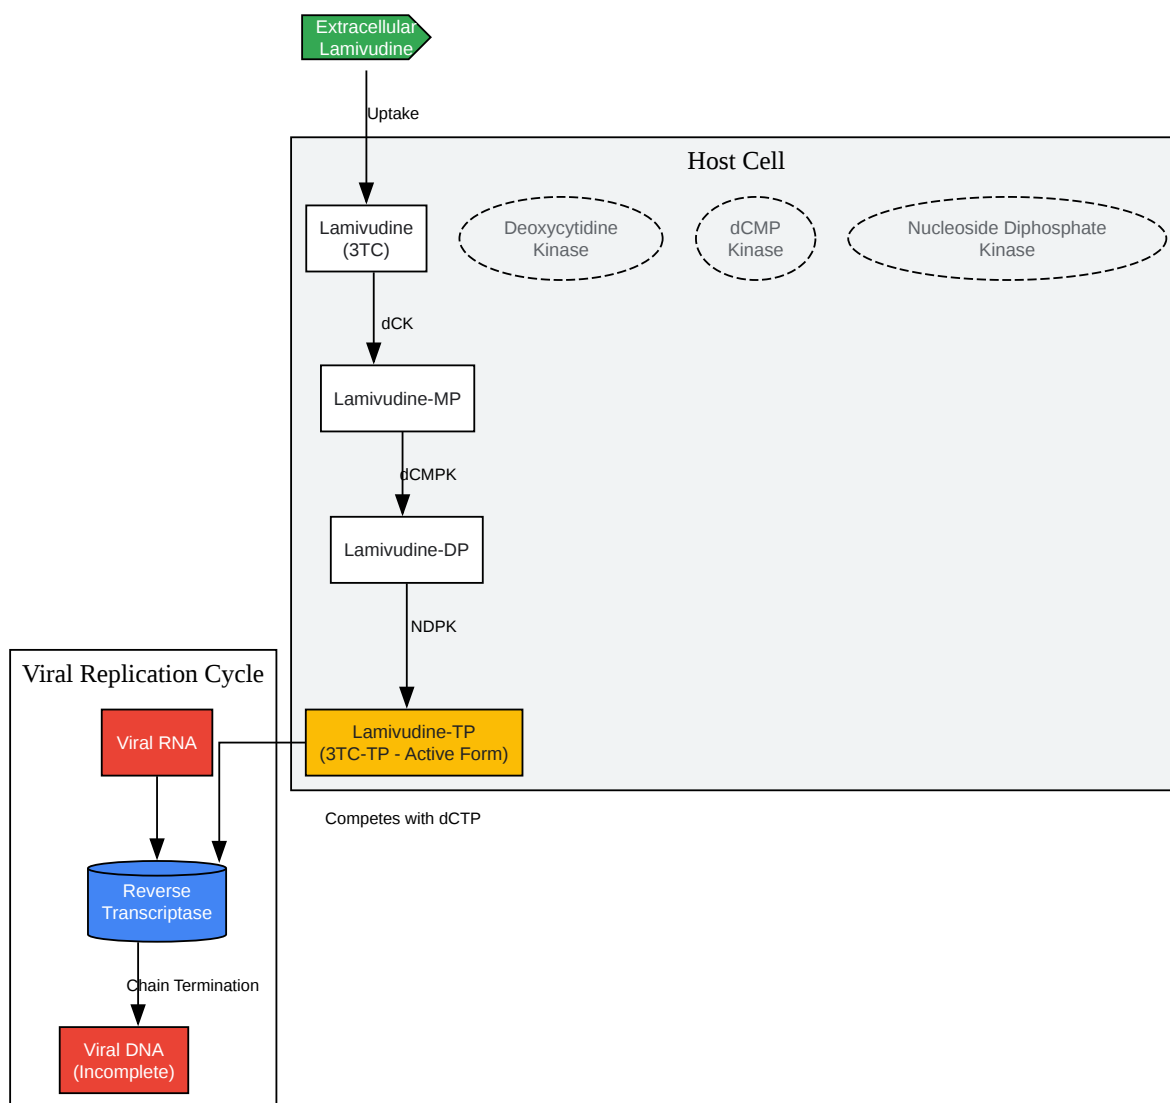 Extracellular
Lamivudine
Uptake
Host Cell
Lamivudine
(3TC)
Deoxycytidine
Kinase
dCMP
Kinase
Nucleoside Diphosphate
Kinase
dCK
Lamivudine-MP
dCMPK
Lamivudine-DP
NDPK
Viral Replication Cycle
Viral RNA
Lamivudine-TP
(3TC-TP - Active Form)
Competes with dCTP
Reverse
Transcriptase
Chain Termination
Viral DNA
(Incomplete)